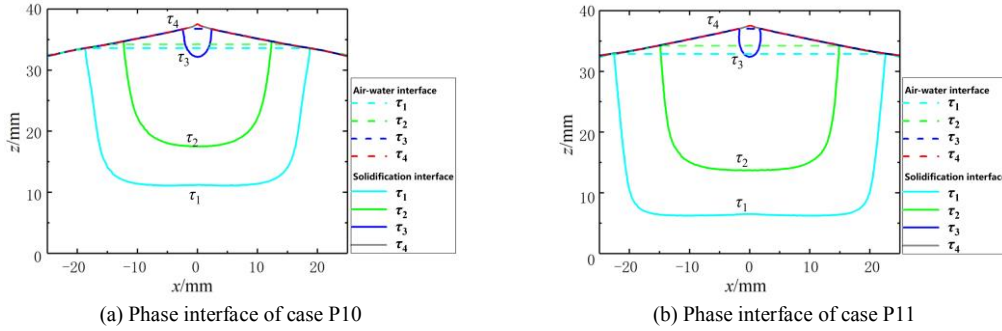 40
30
20
10
0
z/mm
τ4
τ3
τ2
τ1
-20
-10
0
10
20
x/mm
Air-water interface
τ1
τ2
τ3
τ4
Solidification interface
τ1
τ2
τ3
τ4
(a) Phase interface of case P10
40
30
20
10
0
z/mm
τ4
τ3
τ2
τ1
-20
-10
0
10
20
x/mm
Air-water interface
τ1
τ2
τ3
τ4
Solidification interface
τ1
τ2
τ3
τ4
(b) Phase interface of case P11